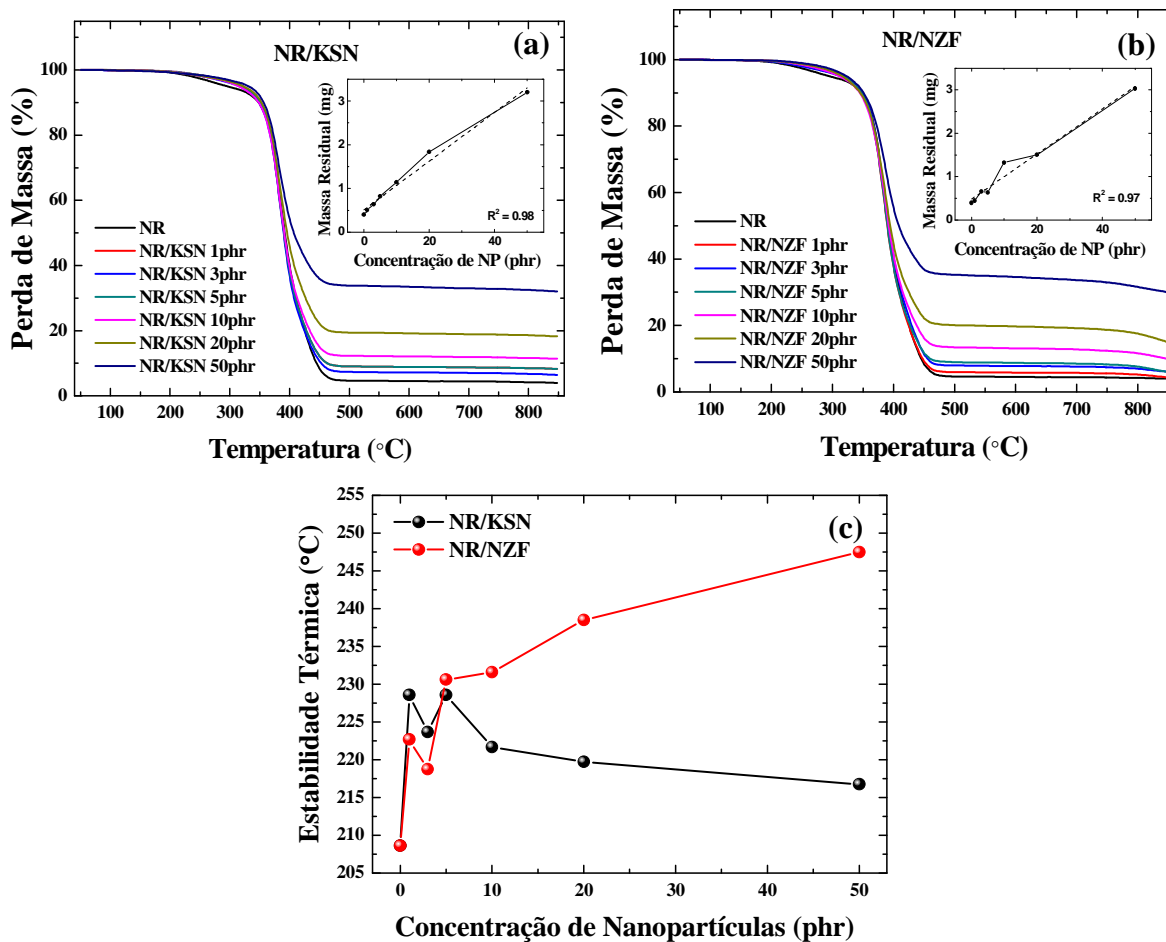 (a)
NR/KSN
Perda de Massa (%)
100
80
60
40
20
0
100 200 300 400 500 600 700 800
Temperatura (°C)
NR
NR/KSN 1phr
NR/KSN 3phr
NR/KSN 5phr
NR/KSN 10phr
NR/KSN 20phr
NR/KSN 50phr
Massa Residual (mg)
3
2
1
0
0 20 40
Concentração de NP (phr)
R² = 0.98
(b)
NR/NZF
Perda de Massa (%)
100
80
60
40
20
0
100 200 300 400 500 600 700 800
Temperatura (°C)
NR
NR/NZF 1phr
NR/NZF 3phr
NR/NZF 5phr
NR/NZF 10phr
NR/NZF 20phr
NR/NZF 50phr
Massa Residual (mg)
3
2
1
0
0 20 40
Concentração de NP (phr)
R² = 0.97
(c)
NR/KSN
NR/NZF
Estabilidade Térmica (°C)
255
250
245
240
235
230
225
220
215
210
205
0 10 20 30 40 50
Concentração de Nanopartículas (phr)